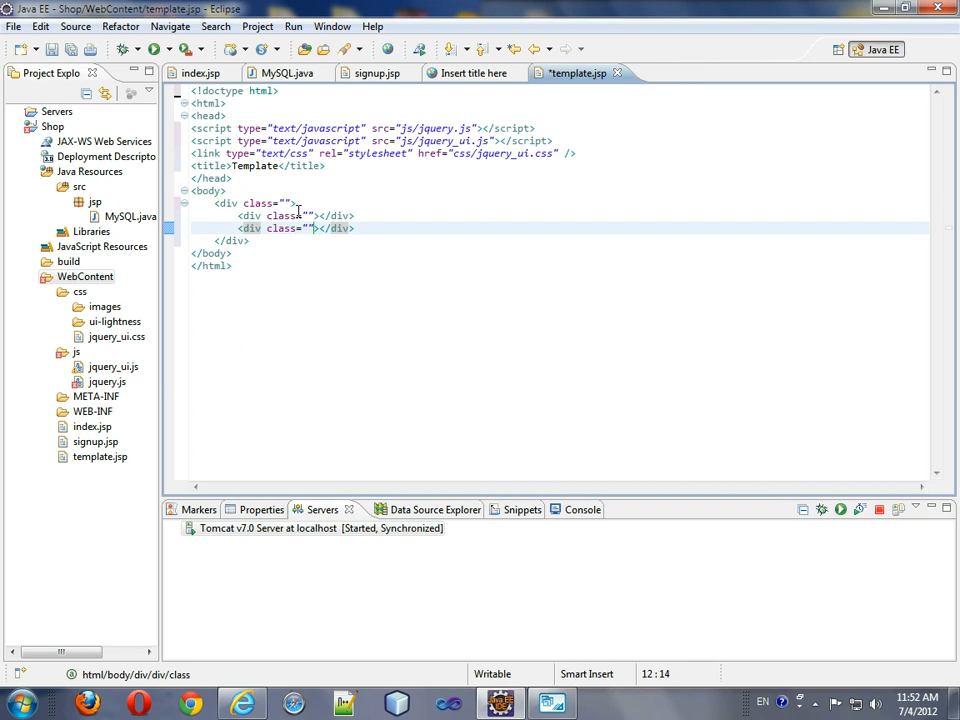 Java EE - Shop/WebContent/template.jsp - Eclipse
File Edit Source Refactor Navigate Search Project Run Window Help
Java EE
Project Explo
index.jsp MySQL.java signup.jsp Insert title here *template.jsp
Servers
Shop
JAX-WS Web Services
Deployment Descripto
Java Resources
src
jsp
MySQL.java
Libraries
JavaScript Resources
build
WebContent
css
images
ui-lightness
jquery_ui.css
js
jquery_ui.js
jquery.js
META-INF
WEB-INF
index.jsp
signup.jsp
template.jsp
<!doctype html>
<html>
<head>
<script type="text/javascript" src="js/jquery.js"></script>
<script type="text/javascript" src="js/jquery_ui.js"></script>
<link type="text/css" rel="stylesheet" href="css/jquery_ui.css" />
<title>Template</title>
</head>
<body>
<div class="">
<div class=""></div>
<div class=""></div>
</div>
</body>
</html>
Markers Properties Servers Data Source Explorer Snippets Console
Tomcat v7.0 Server at localhost [Started, Synchronized]
html/body/div/div/class Writable Smart Insert 12 : 14
EN 11:52 AM
7/4/2012